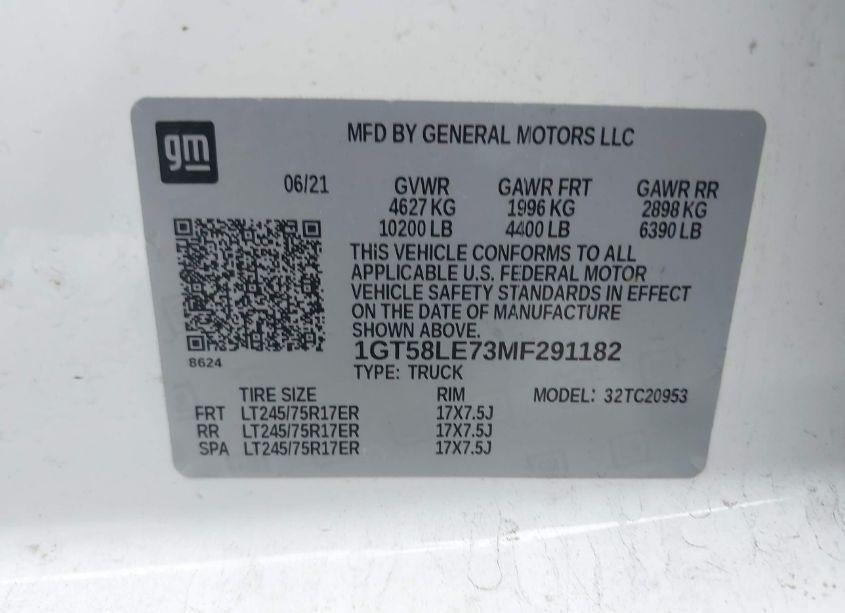 gm
MFD BY GENERAL MOTORS LLC
06/21 GVWR GAWR FRT GAWR RR
4627 KG 1996 KG 2898 KG
10200 LB 4400 LB 6390 LB
THIS VEHICLE CONFORMS TO ALL
APPLICABLE U.S. FEDERAL MOTOR
VEHICLE SAFETY STANDARDS IN EFFECT
ON THE DATE OF MANUFACTURE
SHOWN ABOVE.
8624
1GT58LE73MF291182
TYPE: TRUCK
TIRE SIZE RIM MODEL: 32TC20953
FRT LT245/75R17ER 17X7.5J
RR LT245/75R17ER 17X7.5J
SPA LT245/75R17ER 17X7.5J